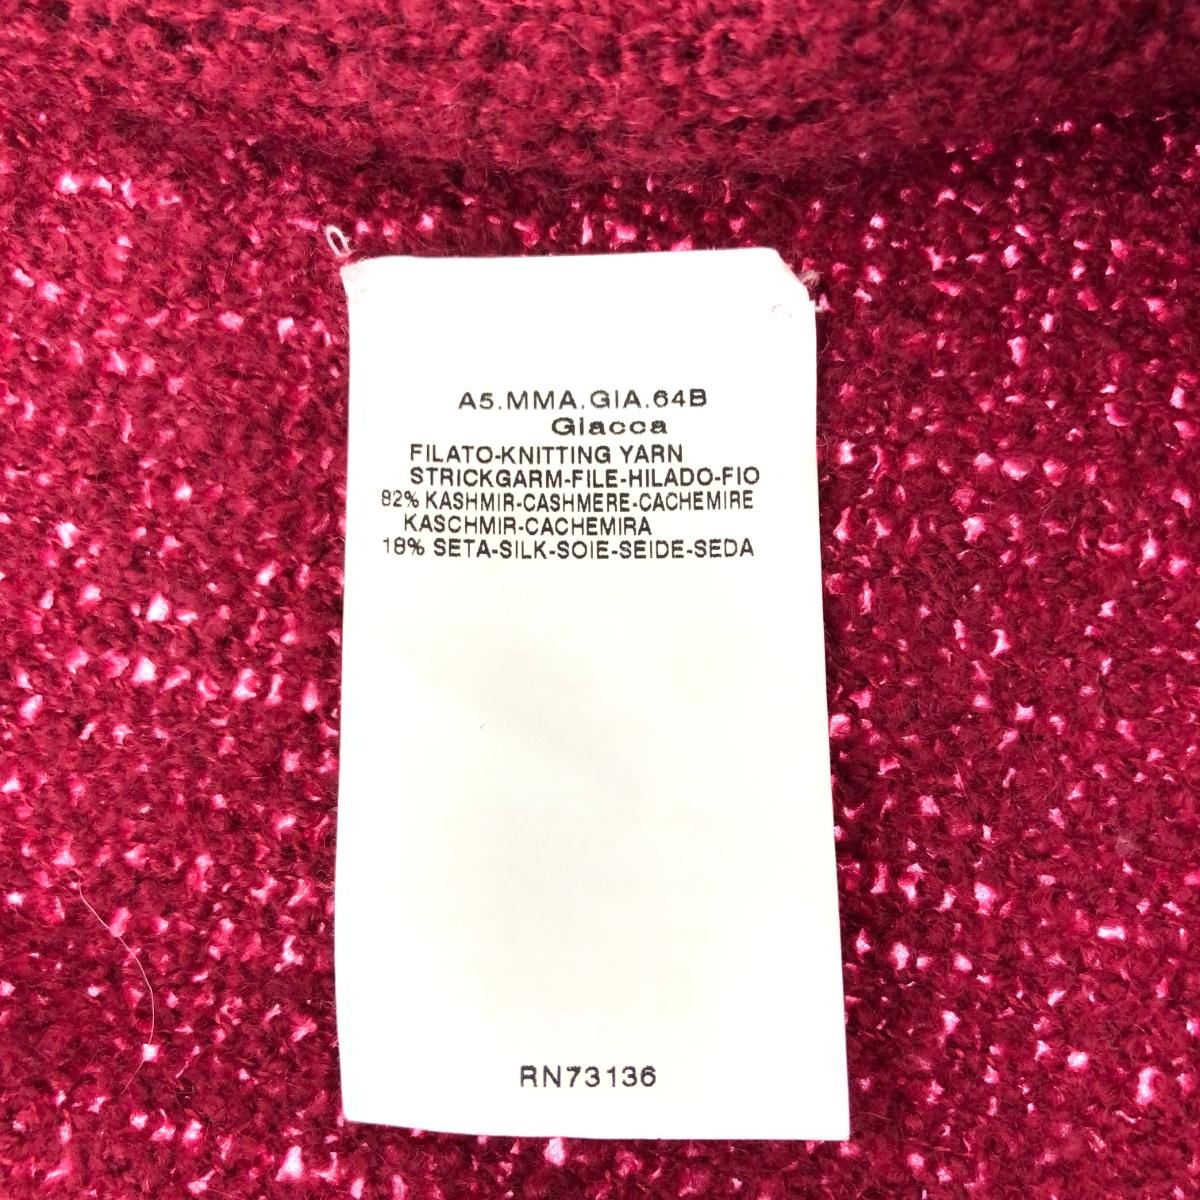 A5.MMA.GIA.64B
Giacca
FILATO-KNITTING YARN
STRICKGARM-FILE-HILADO-FIO
82% KASHMIR-CASHMERE-CACHEMIRE
KASCHMIR-CACHEMIRA
18% SETA-SILK-SOIE-SEIDE-SEDA
RN73136